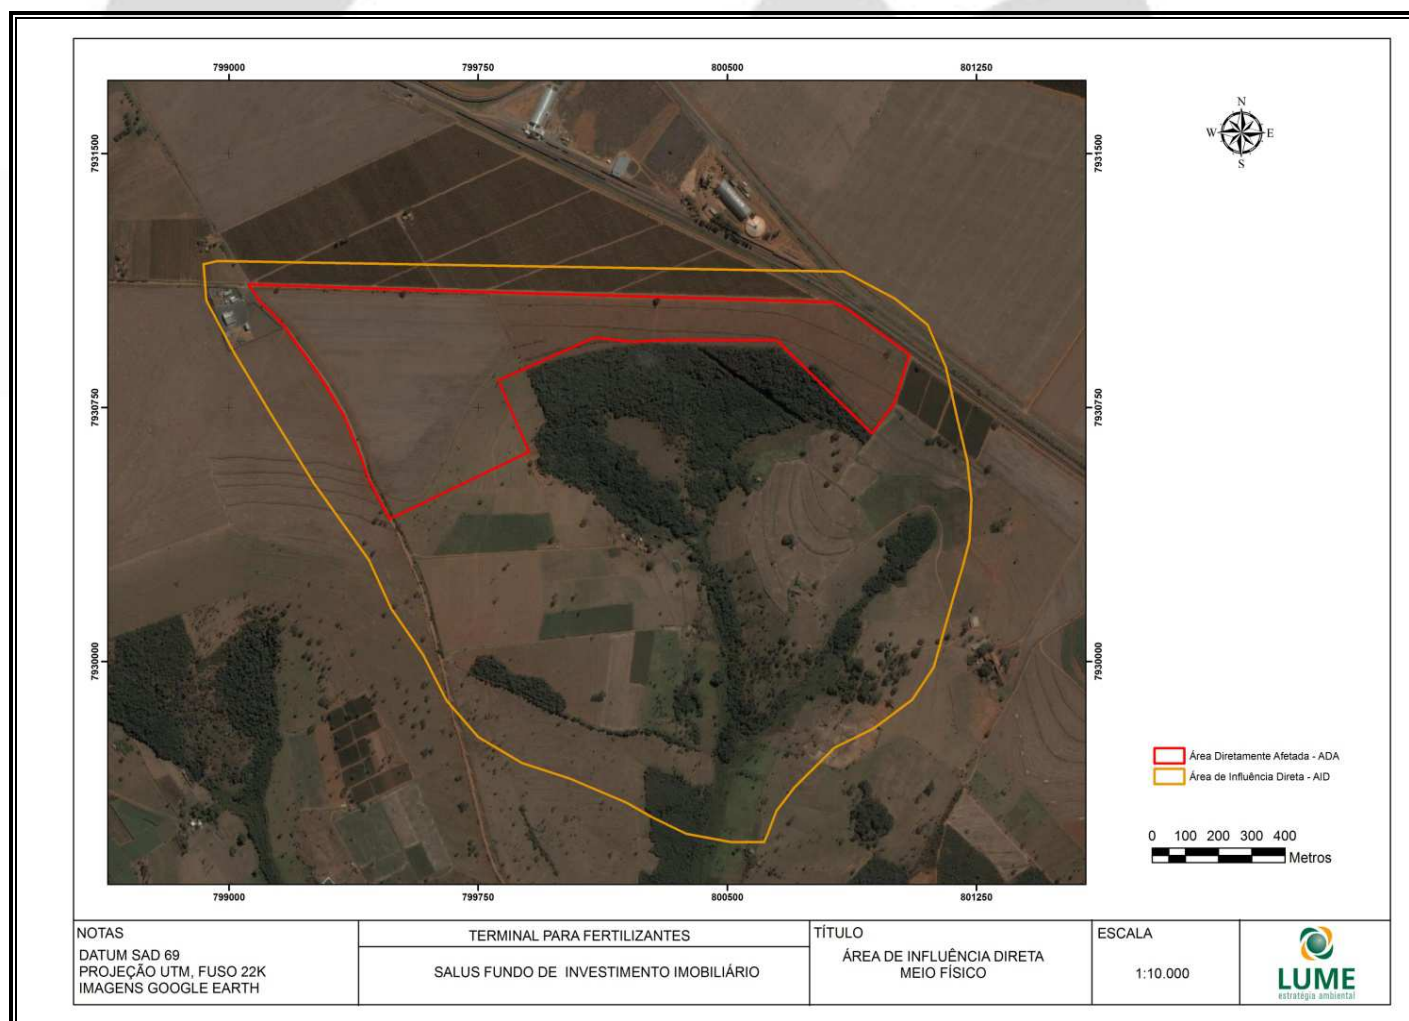 799000 799750 800500 801250
N
W E
S
7931500 7931500
7930750 7930750
7930000 7930000
Área Diretamente Afetada - ADA
Área de Influência Direta - AID
0 100 200 300 400
Metros
799000 799750 800500 801250
NOTAS
DATUM SAD 69
PROJEÇÃO UTM, FUSO 22K
IMAGENS GOOGLE EARTH
TERMINAL PARA FERTILIZANTES
SALUS FUNDO DE INVESTIMENTO IMOBILIÁRIO
TÍTULO
ÁREA DE INFLUÊNCIA DIRETA
MEIO FÍSICO
ESCALA
1:10.000
LUME
estratégia ambiental